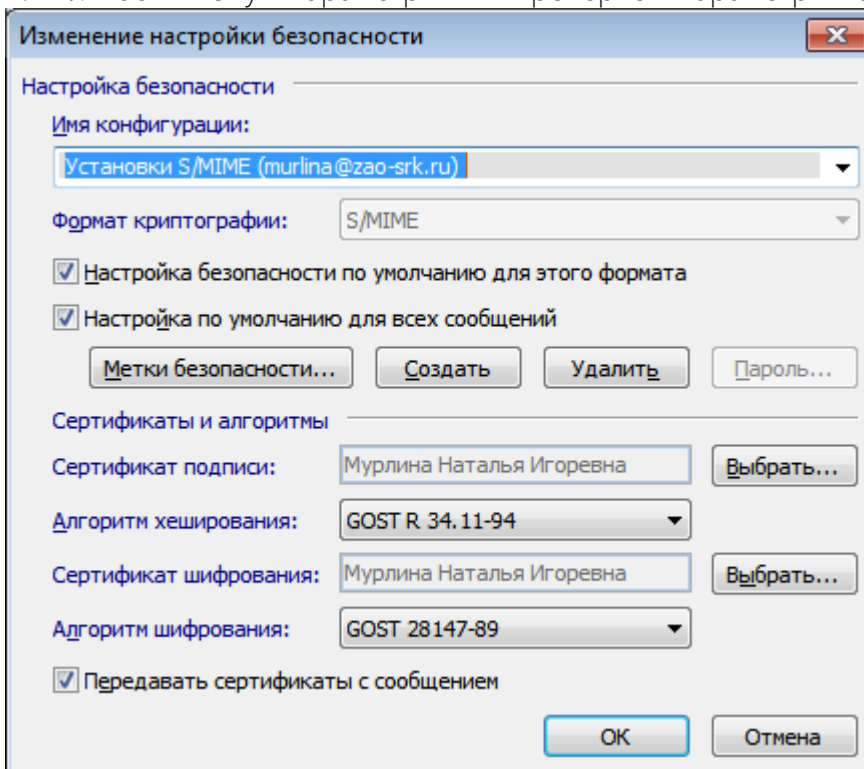 Изменение настройки безопасности
Настройка безопасности
Имя конфигурации:
Установки S/MIME (murlina@zao-srk.ru)
Формат криптографии: S/MIME
Настройка безопасности по умолчанию для этого формата
Настройка по умолчанию для всех сообщений
Метки безопасности... Создать Удалить Пароль...
Сертификаты и алгоритмы
Сертификат подписи: Мурлина Наталья Игоревна Выбрать...
Алгоритм хеширования: GOST R 34.11-94
Сертификат шифрования: Мурлина Наталья Игоревна Выбрать...
Алгоритм шифрования: GOST 28147-89
Передавать сертификаты с сообщением
ОК Отмена